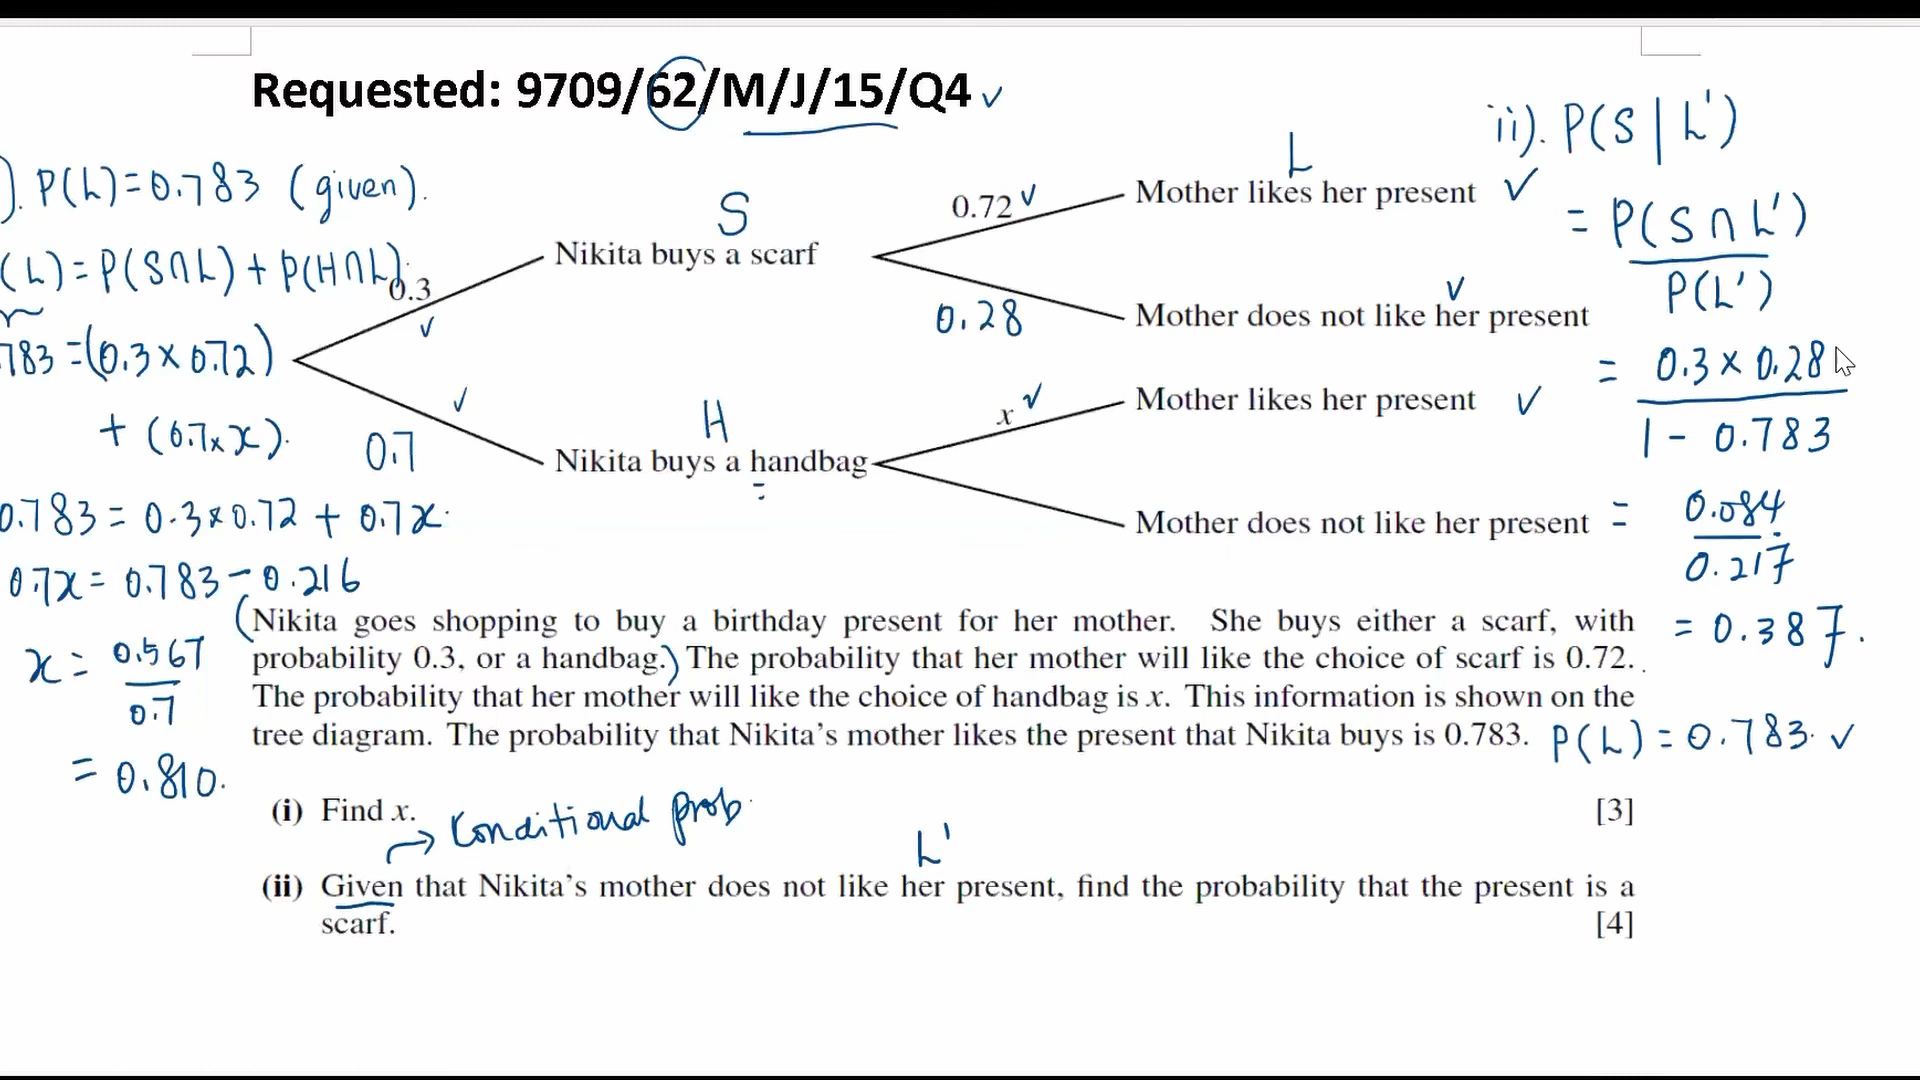 Requested: 9709/62/M/J/15/Q4
). P(L)=0.783 (given).
(L)=P(S∩L)+P(H∩L).
783=(0.3×0.72)
+(0.7×x).
0.783=0.3×0.72+0.7x.
0.7x=0.783-0.216
x=0.567/0.7
=0.810.
S
Nikita buys a scarf
0.3
0.7
H
Nikita buys a handbag
0.72
L
Mother likes her present
0.28
Mother does not like her present
x
Mother likes her present
Mother does not like her present
ii). P(S|L')
=P(S∩L')/P(L')
=0.3×0.28/1-0.783
=0.084/0.217
=0.387.
Nikita goes shopping to buy a birthday present for her mother. She buys either a scarf, with
probability 0.3, or a handbag. The probability that her mother will like the choice of scarf is 0.72.
The probability that her mother will like the choice of handbag is x. This information is shown on the
tree diagram. The probability that Nikita's mother likes the present that Nikita buys is 0.783. P(L)=0.783.
(i) Find x. [3]
Conditional prob.
L'
(ii) Given that Nikita's mother does not like her present, find the probability that the present is a
scarf. [4]